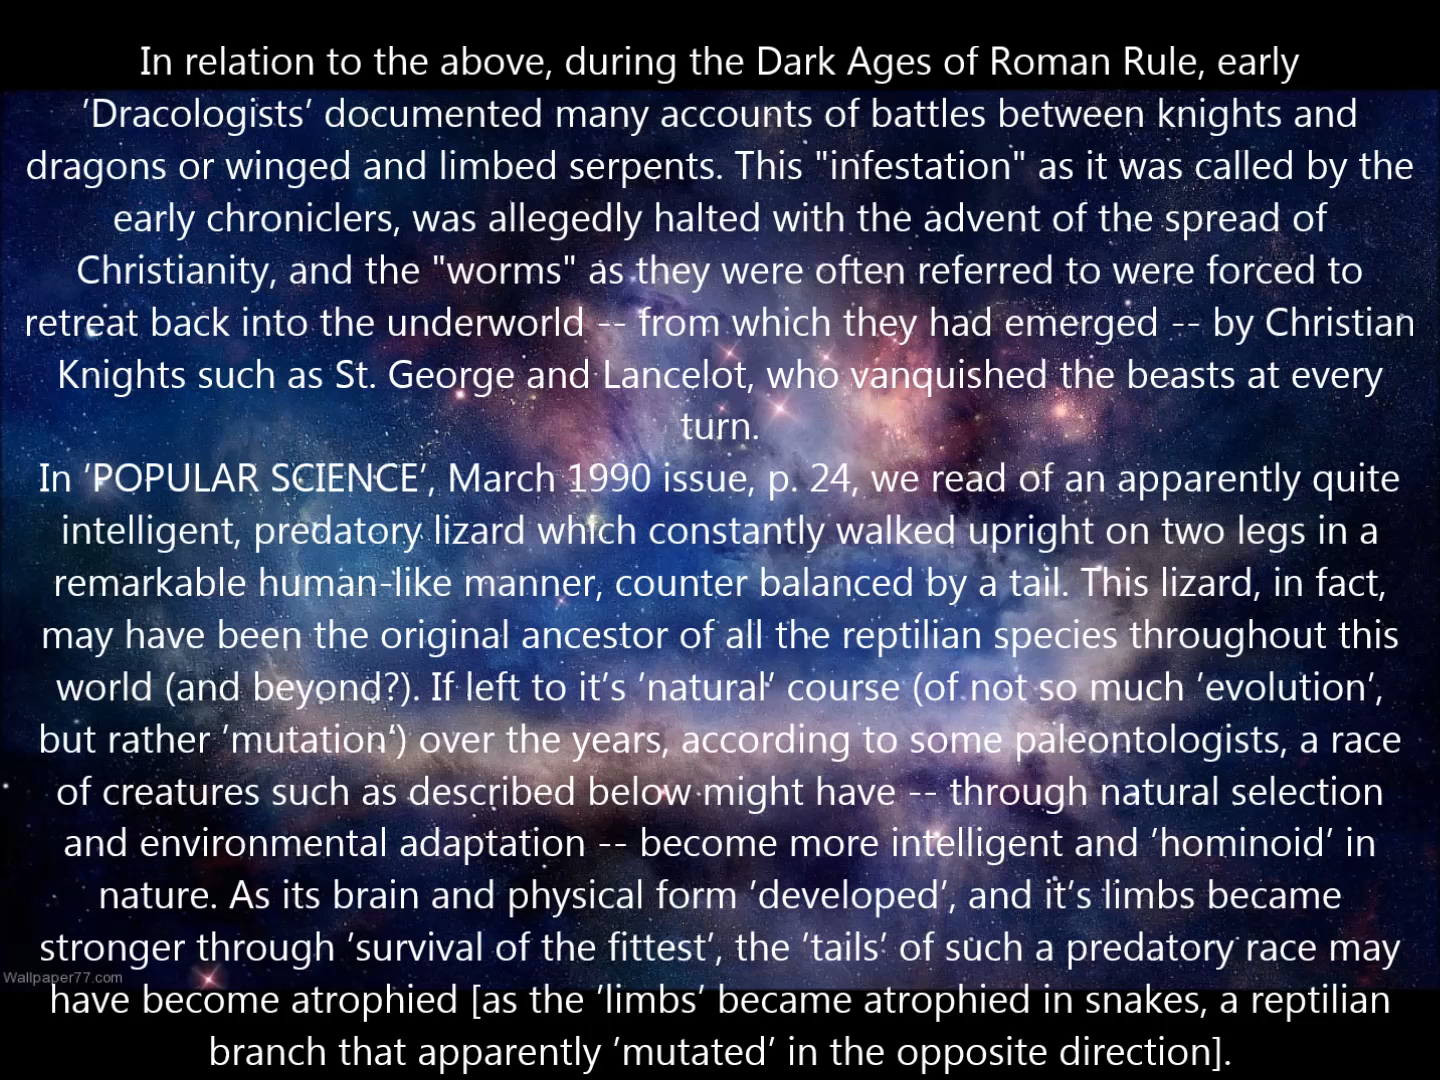 In relation to the above, during the Dark Ages of Roman Rule, early
'Dracologists' documented many accounts of battles between knights and
dragons or winged and limbed serpents. This "infestation" as it was called by the
early chroniclers, was allegedly halted with the advent of the spread of
Christianity, and the "worms" as they were often referred to were forced to
retreat back into the underworld -- from which they had emerged -- by Christian
Knights such as St. George and Lancelot, who vanquished the beasts at every
turn.
In 'POPULAR SCIENCE', March 1990 issue, p. 24, we read of an apparently quite
intelligent, predatory lizard which constantly walked upright on two legs in a
remarkable human-like manner, counter balanced by a tail. This lizard, in fact,
may have been the original ancestor of all the reptilian species throughout this
world (and beyond?). If left to it's 'natural' course (of not so much 'evolution',
but rather 'mutation') over the years, according to some paleontologists, a race
of creatures such as described below might have -- through natural selection
and environmental adaptation -- become more intelligent and 'hominoid' in
nature. As its brain and physical form 'developed', and it's limbs became
stronger through 'survival of the fittest', the 'tails' of such a predatory race may
Wallpaper77.com
have become atrophied [as the 'limbs' became atrophied in snakes, a reptilian
branch that apparently 'mutated' in the opposite direction].